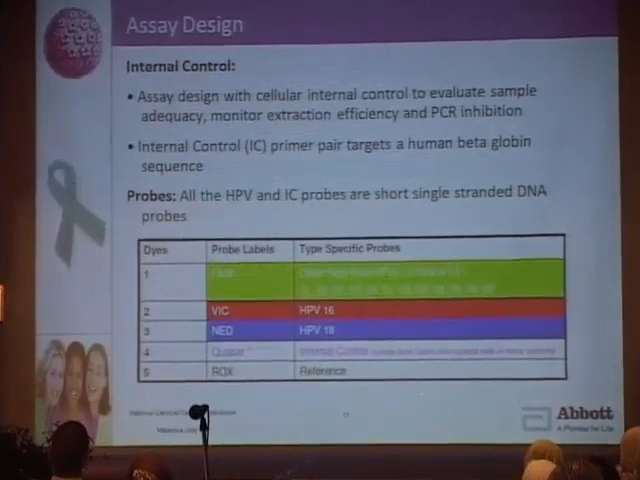 Assay Design
Internal Control:
• Assay design with cellular internal control to evaluate sample
adequacy, monitor extraction efficiency and PCR inhibition
• Internal Control (IC) primer pair targets a human beta globin
sequence
Probes: All the HPV and IC probes are short single stranded DNA
probes
Dyes Probe Labels Type Specific Probes
1
2 VIC HPV 16
3 NED HPV 18
4 Quasar Internal Control
5 ROX Reference
Abbott
A Promise for Life